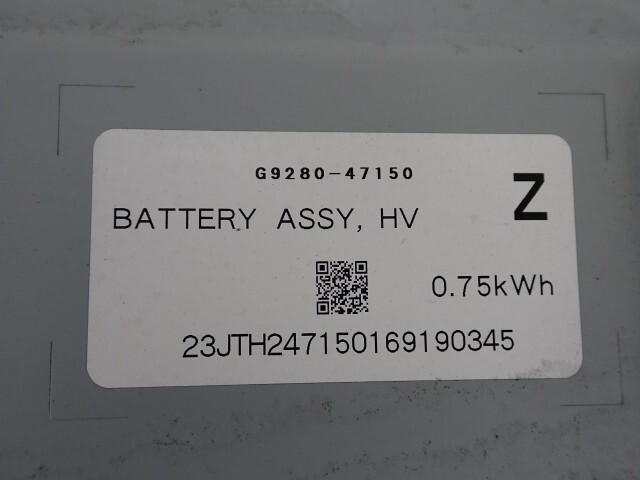 G9280-47150
Z
BATTERY ASSY, HV
0.75kWh
23JTH247150169190345